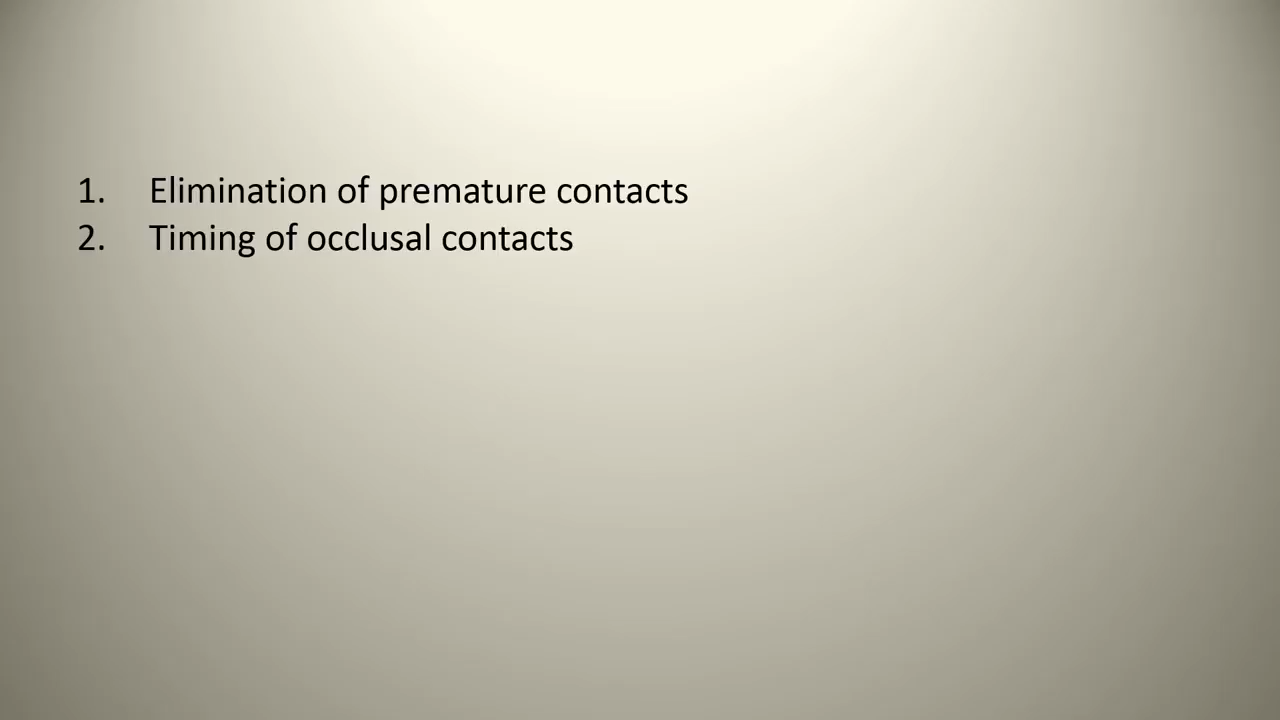 1. Elimination of premature contacts
2. Timing of occlusal contacts